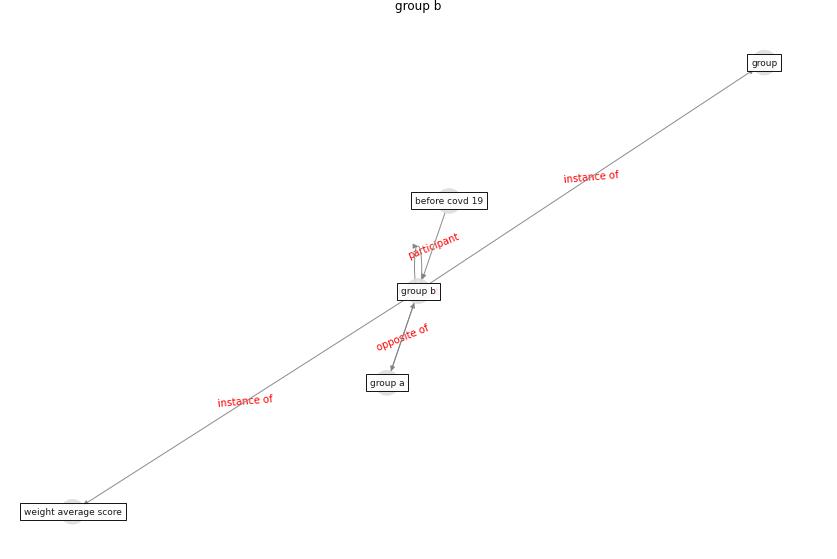 group b
group
instance of
before covd 19
participant
group b
opposite of
group a
instance of
weight average score